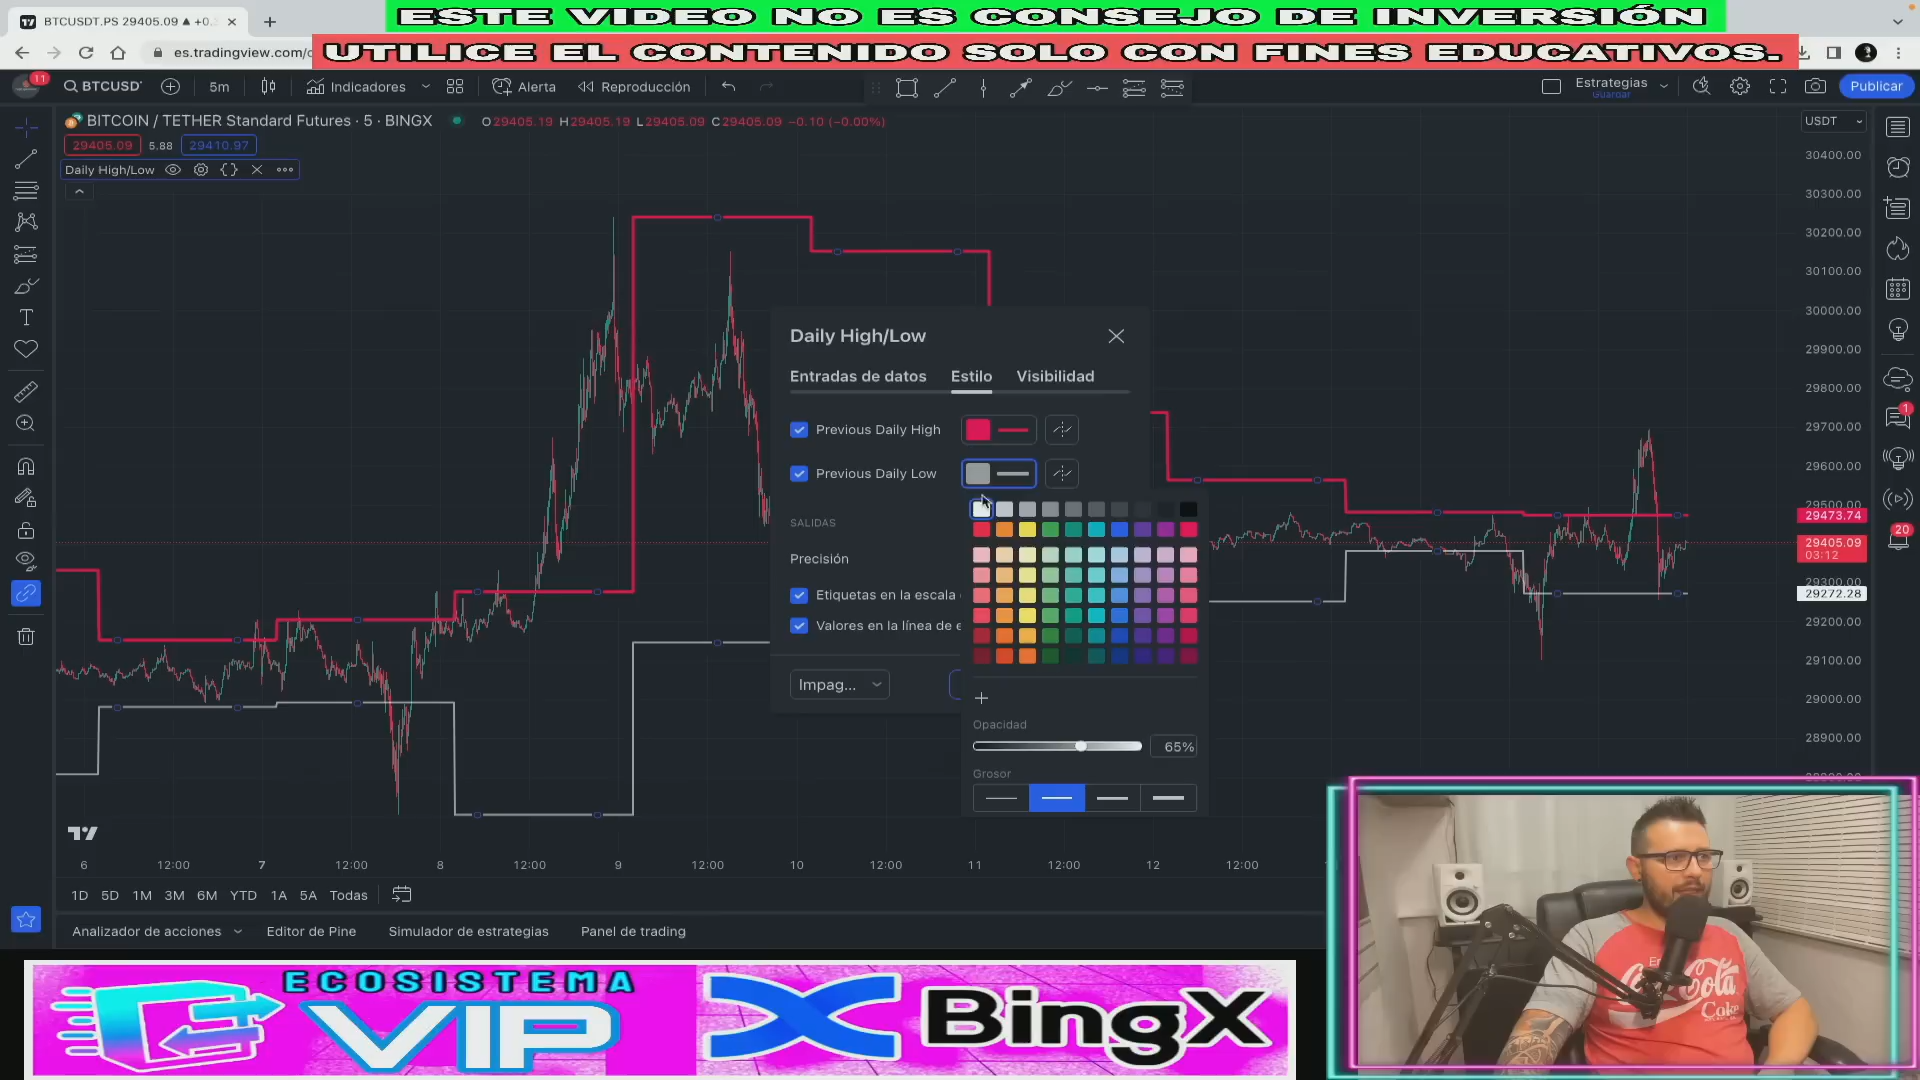 BTCUSDT.PS 29405.09 ▲ +0.
ESTE VIDEO NO ES CONSEJO DE INVERSIÓN
es.tradingview.com/c
UTILICE EL CONTENIDO SOLO CON FINES EDUCATIVOS.
11
BTCUSD
5m
Indicadores
Alerta
Reproducción
Estrategias
Guardar
Publicar
BITCOIN / TETHER Standard Futures · 5 · BINGX
O29405.19 H29405.19 L29405.09 C29405.09 −0.10 (−0.00%)
USDT
29405.09 5.88 29410.97
Daily High/Low
30400.00
30300.00
30200.00
30100.00
30000.00
29900.00
29800.00
29700.00
29600.00
29500.00
29473.74
29405.09
03:12
29300.00
29272.28
29200.00
29100.00
29000.00
28900.00
1
20
Daily High/Low
Entradas de datos Estilo Visibilidad
Previous Daily High
Previous Daily Low
SALIDAS
Precisión
Etiquetas en la escala
Valores en la línea de e
Impag...
Opacidad
65%
Grosor
6 12:00 7 12:00 8 12:00 9 12:00 10 12:00 11 12:00 12 12:00
1D 5D 1M 3M 6M YTD 1A 5A Todas
Analizador de acciones Editor de Pine Simulador de estrategias Panel de trading
ECOSISTEMA
VIP
BingX
Coca-Cola
Coke